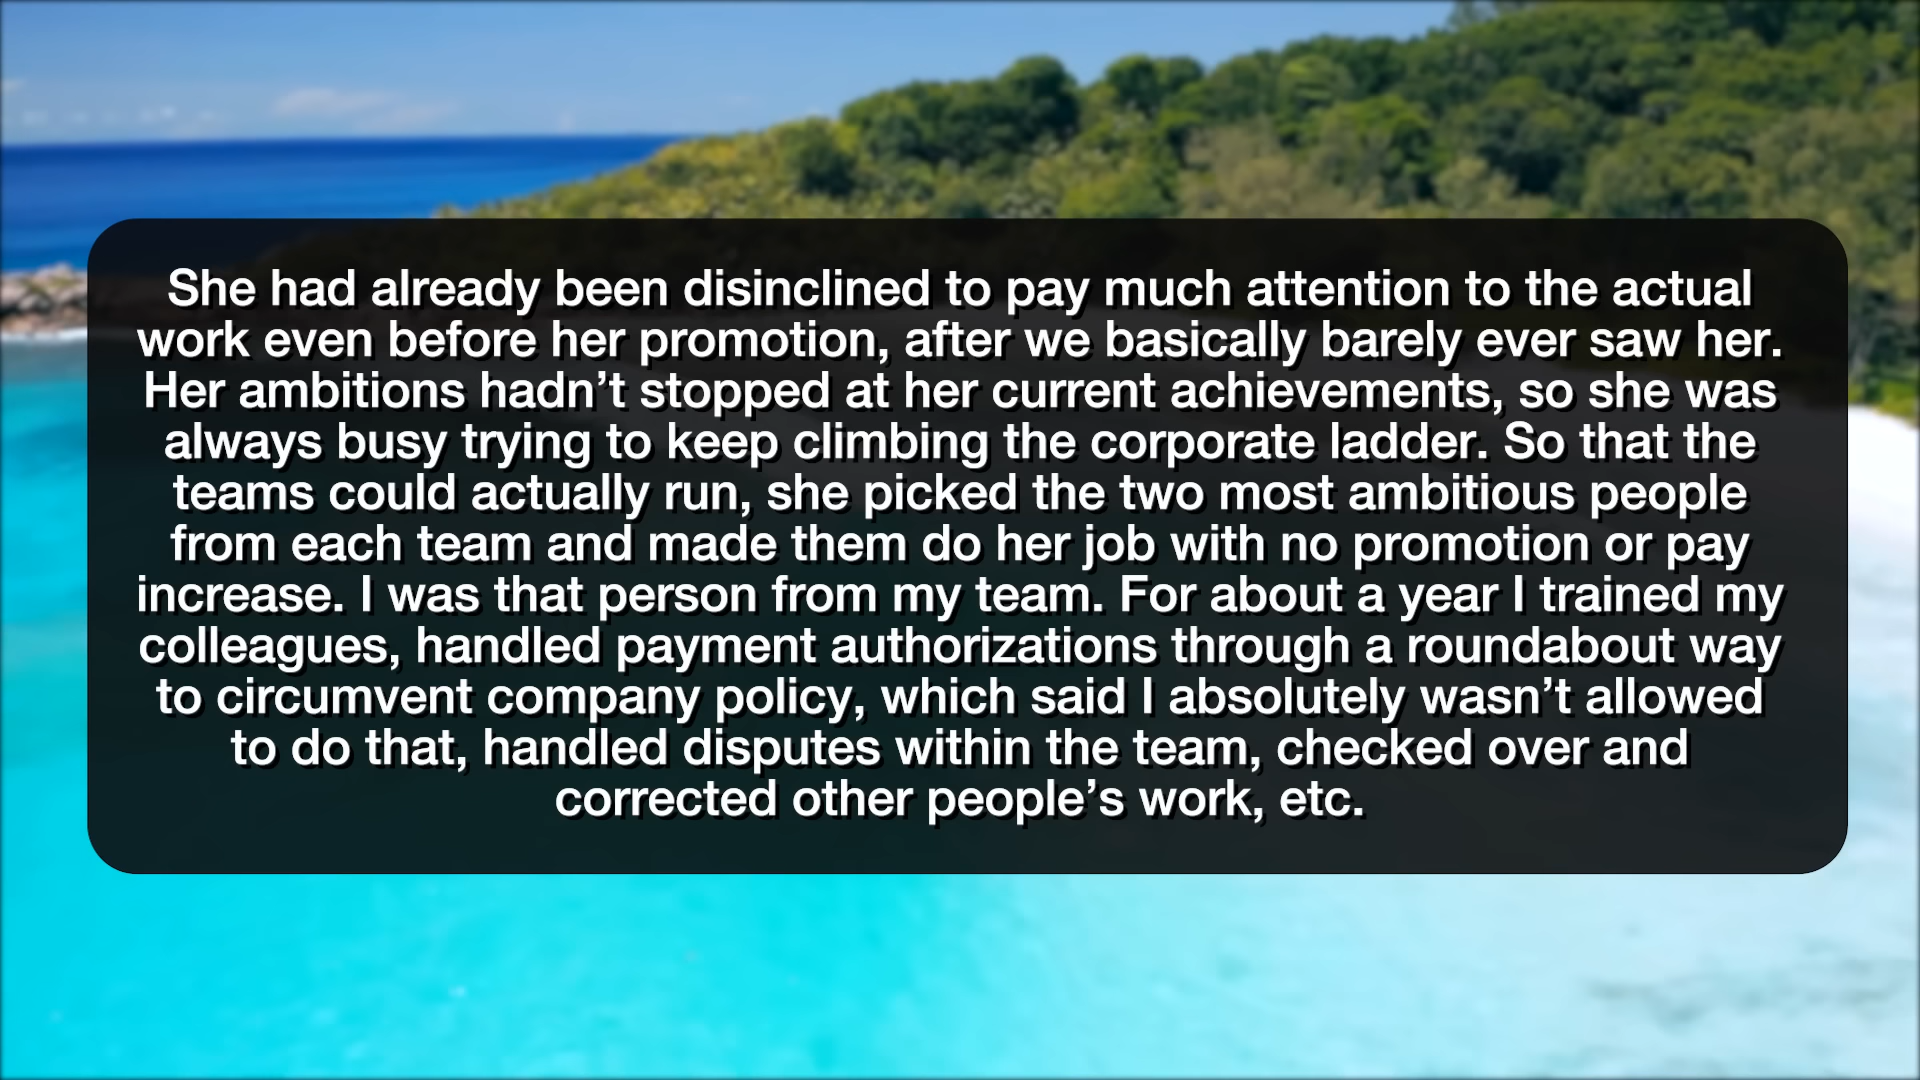 She had already been disinclined to pay much attention to the actual
work even before her promotion, after we basically barely ever saw her.
Her ambitions hadn’t stopped at her current achievements, so she was
always busy trying to keep climbing the corporate ladder. So that the
teams could actually run, she picked the two most ambitious people
from each team and made them do her job with no promotion or pay
increase. I was that person from my team. For about a year I trained my
colleagues, handled payment authorizations through a roundabout way
to circumvent company policy, which said I absolutely wasn’t allowed
to do that, handled disputes within the team, checked over and
corrected other people’s work, etc.